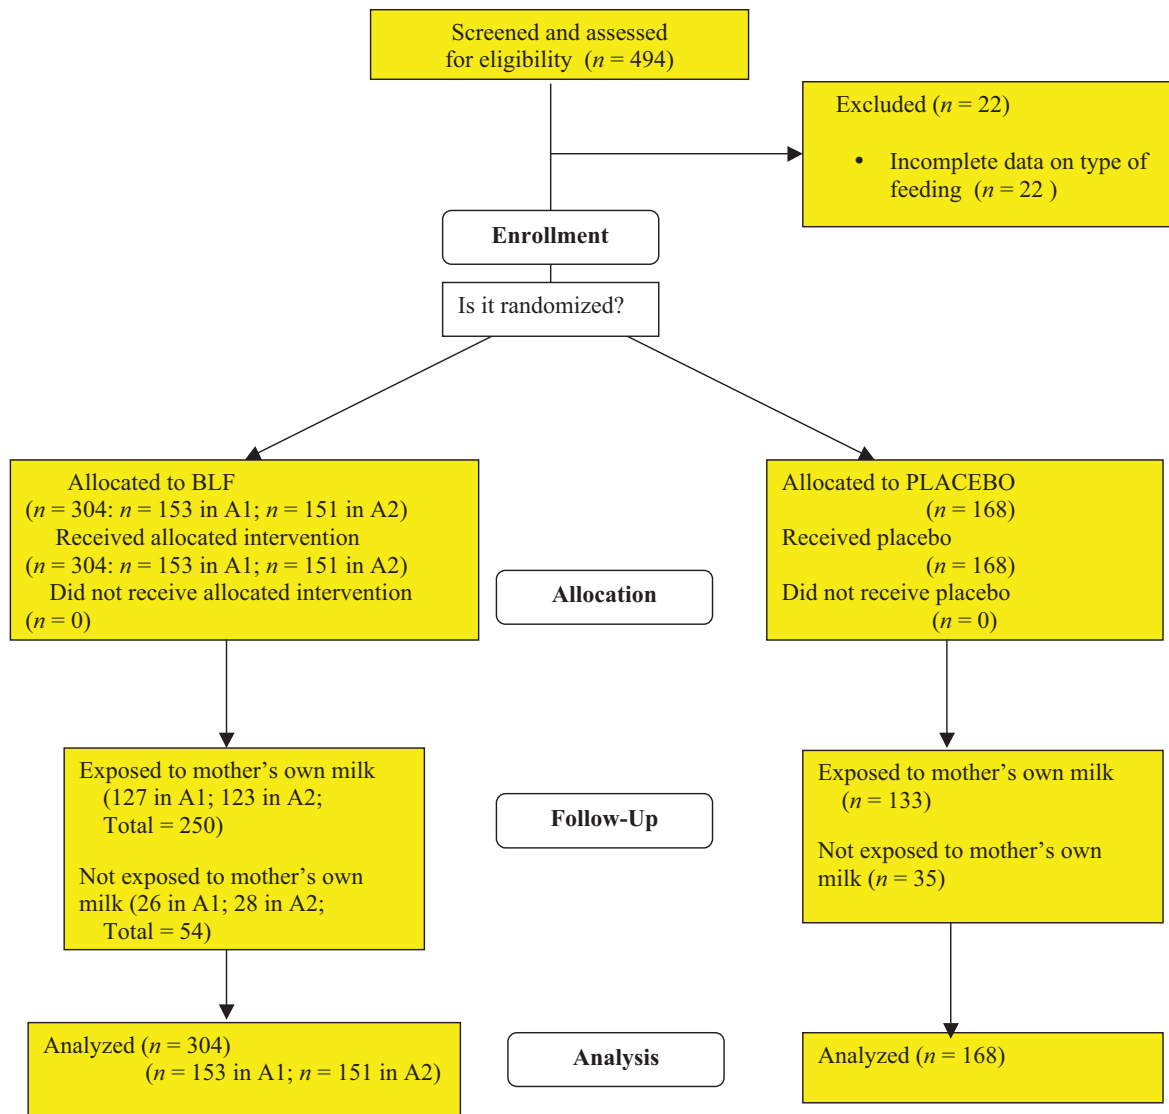 Screened and assessed
for eligibility (n = 494)
Excluded (n = 22)
• Incomplete data on type of
feeding (n = 22 )
Enrollment
Is it randomized?
Allocated to BLF
(n = 304: n = 153 in A1; n = 151 in A2)
Received allocated intervention
(n = 304: n = 153 in A1; n = 151 in A2)
Did not receive allocated intervention
(n = 0)
Allocation
Allocated to PLACEBO
(n = 168)
Received placebo
(n = 168)
Did not receive placebo
(n = 0)
Exposed to mother’s own milk
(127 in A1; 123 in A2;
Total = 250)
Not exposed to mother’s own
milk (26 in A1; 28 in A2;
Total = 54)
Follow-Up
Exposed to mother’s own milk
(n = 133)
Not exposed to mother’s own
milk (n = 35)
Analyzed (n = 304)
(n = 153 in A1; n = 151 in A2)
Analysis
Analyzed (n = 168)